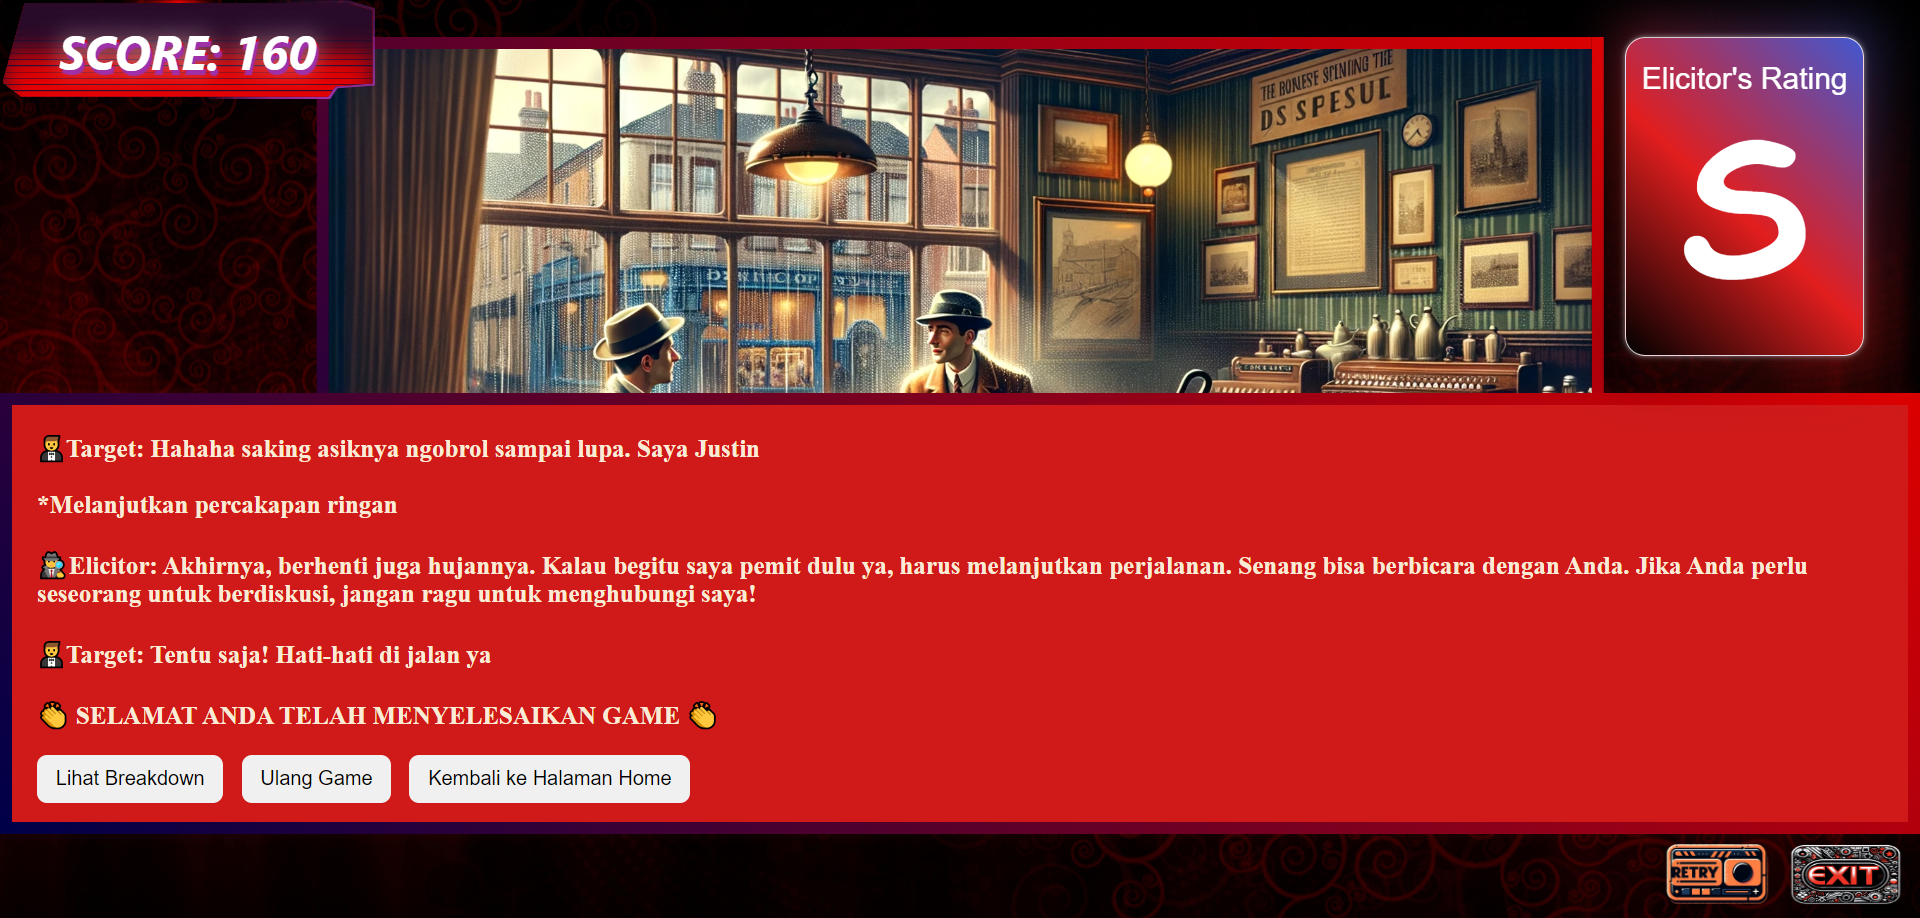 SCORE: 160
Elicitor's Rating
S
THE BONESE SCINDING THE
DS SPESUL
Target: Hahaha saking asiknya ngobrol sampai lupa. Saya Justin
*Melanjutkan percakapan ringan
Elicitor: Akhirnya, berhenti juga hujannya. Kalau begitu saya pemit dulu ya, harus melanjutkan perjalanan. Senang bisa berbicara dengan Anda. Jika Anda perlu
seseorang untuk berdiskusi, jangan ragu untuk menghubungi saya!
Target: Tentu saja! Hati-hati di jalan ya
SELAMAT ANDA TELAH MENYELESAIKAN GAME
Lihat Breakdown
Ulang Game
Kembali ke Halaman Home
RETRY
EXIT